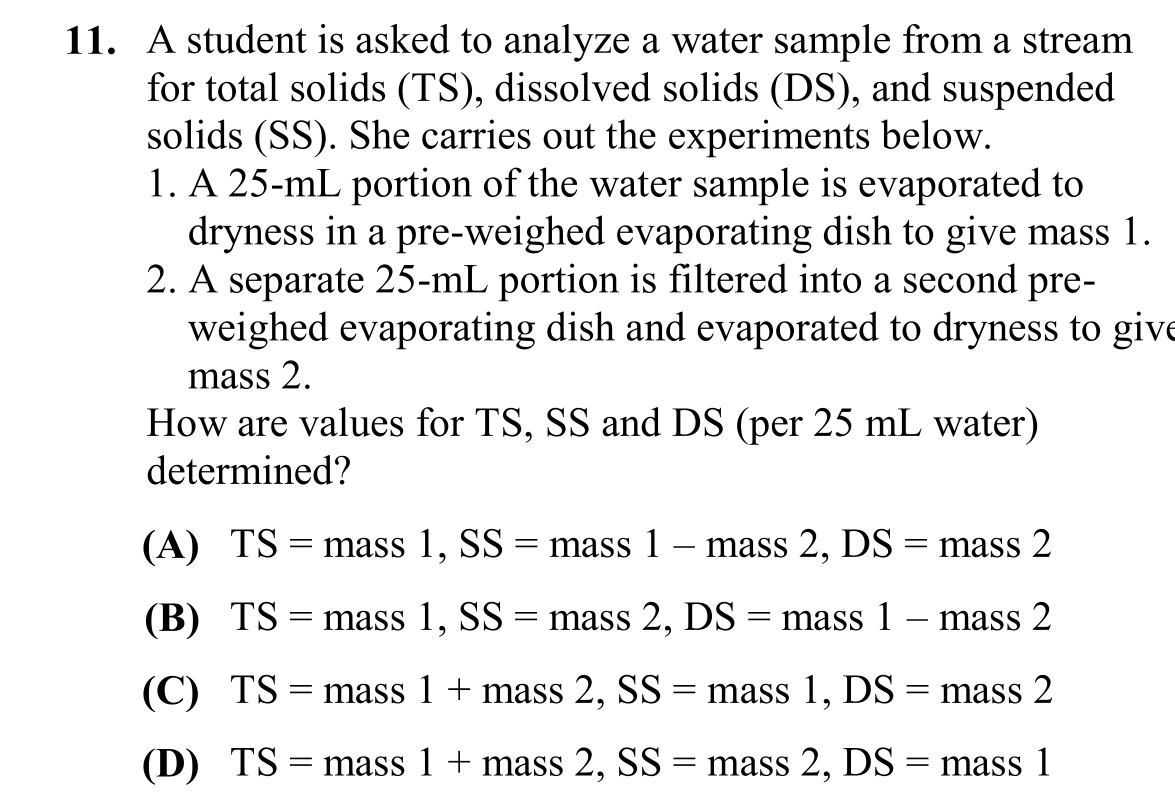 11. A student is asked to analyze a water sample from a stream
for total solids (TS), dissolved solids (DS), and suspended
solids (SS). She carries out the experiments below.
1. A 25-mL portion of the water sample is evaporated to
dryness in a pre-weighed evaporating dish to give mass 1.
2. A separate 25-mL portion is filtered into a second pre-
weighed evaporating dish and evaporated to dryness to give
mass 2.
How are values for TS, SS and DS (per 25 mL water)
determined?
(A) TS = mass 1, SS = mass 1 – mass 2, DS = mass 2
(B) TS = mass 1, SS = mass 2, DS = mass 1 – mass 2
(C) TS = mass 1 + mass 2, SS = mass 1, DS = mass 2
(D) TS = mass 1 + mass 2, SS = mass 2, DS = mass 1